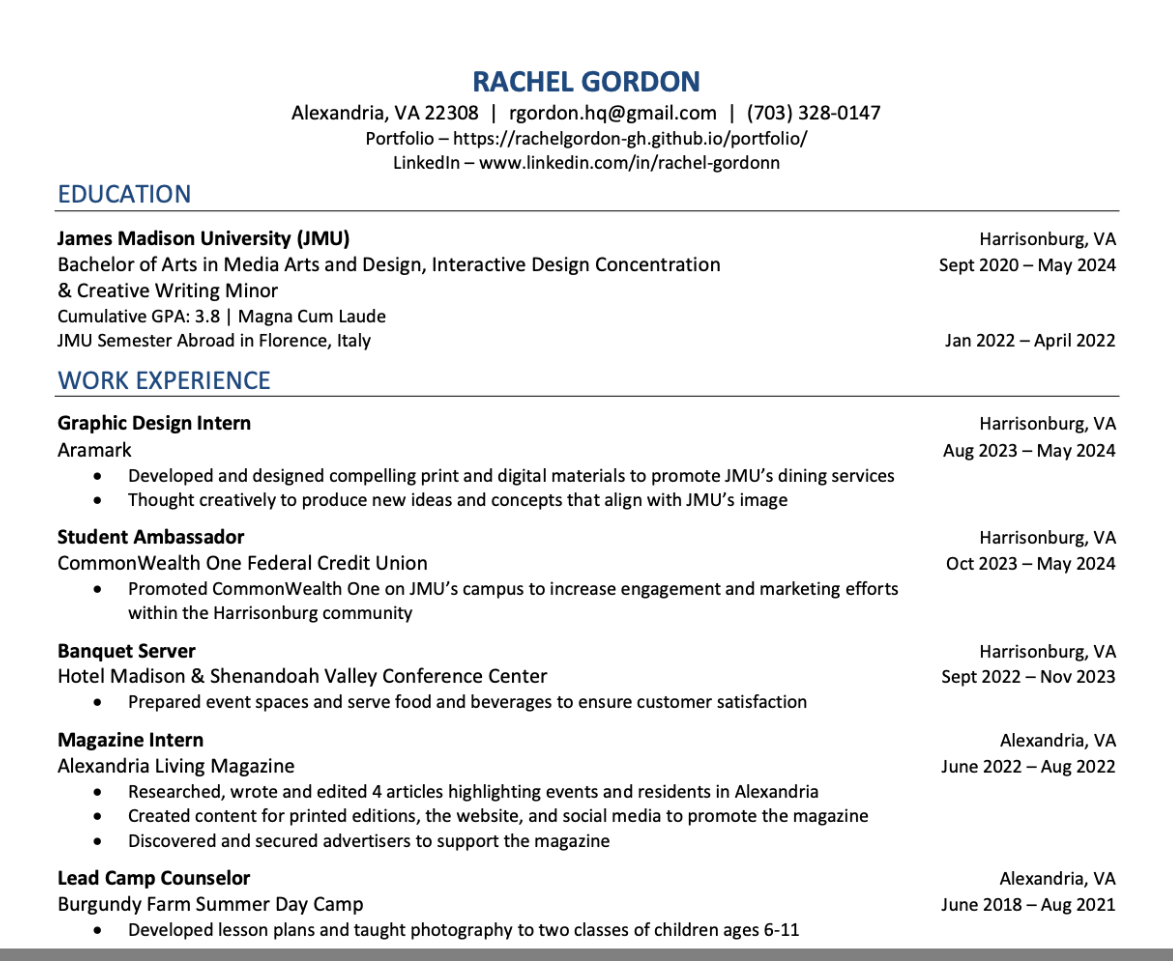 RACHEL GORDON
Alexandria, VA 22308 | rgordon.hq@gmail.com | (703) 328-0147
Portfolio – https://rachelgordon-gh.github.io/portfolio/
LinkedIn – www.linkedin.com/in/rachel-gordonn
EDUCATION
James Madison University (JMU) Harrisonburg, VA
Bachelor of Arts in Media Arts and Design, Interactive Design Concentration Sept 2020 – May 2024
& Creative Writing Minor
Cumulative GPA: 3.8 | Magna Cum Laude
JMU Semester Abroad in Florence, Italy Jan 2022 – April 2022
WORK EXPERIENCE
Graphic Design Intern Harrisonburg, VA
Aramark Aug 2023 – May 2024
• Developed and designed compelling print and digital materials to promote JMU’s dining services
• Thought creatively to produce new ideas and concepts that align with JMU’s image
Student Ambassador Harrisonburg, VA
CommonWealth One Federal Credit Union Oct 2023 – May 2024
• Promoted CommonWealth One on JMU’s campus to increase engagement and marketing efforts
within the Harrisonburg community
Banquet Server Harrisonburg, VA
Hotel Madison & Shenandoah Valley Conference Center Sept 2022 – Nov 2023
• Prepared event spaces and serve food and beverages to ensure customer satisfaction
Magazine Intern Alexandria, VA
Alexandria Living Magazine June 2022 – Aug 2022
• Researched, wrote and edited 4 articles highlighting events and residents in Alexandria
• Created content for printed editions, the website, and social media to promote the magazine
• Discovered and secured advertisers to support the magazine
Lead Camp Counselor Alexandria, VA
Burgundy Farm Summer Day Camp June 2018 – Aug 2021
• Developed lesson plans and taught photography to two classes of children ages 6-11